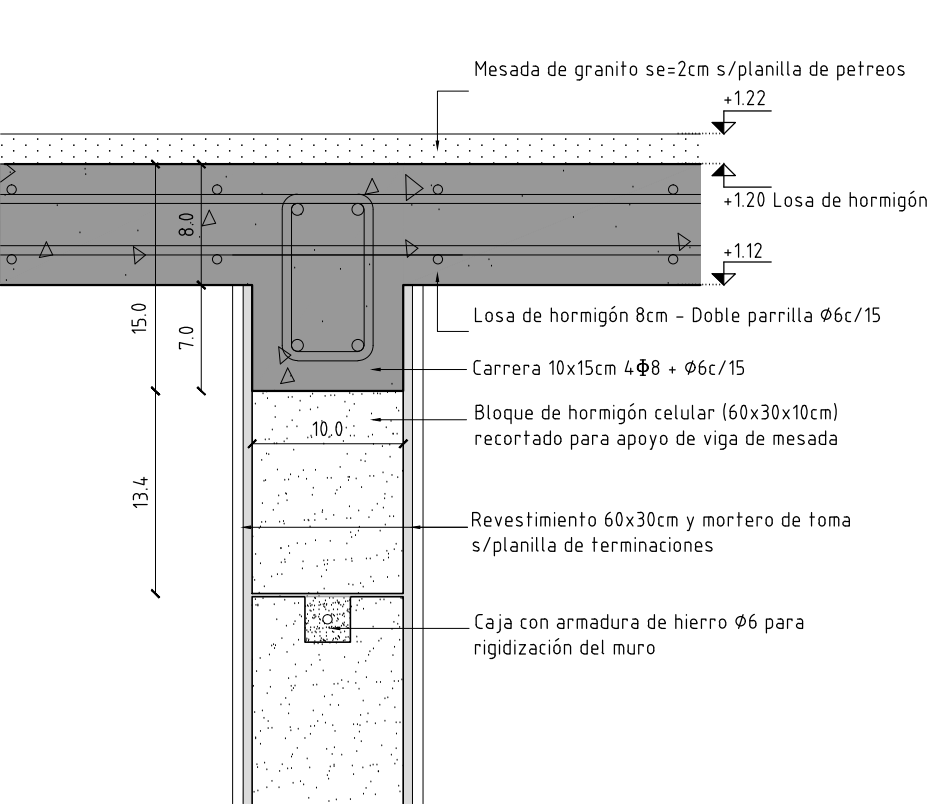 Mesada de granito se=2cm s/planilla de petreos
+1.22
+1.20 Losa de hormigón
+1.12
8.0
15.0
7.0
Losa de hormigón 8cm - Doble parrilla Ø6c/15
Carrera 10x15cm 4Φ8 + Ø6c/15
Bloque de hormigón celular (60x30x10cm)
recortado para apoyo de viga de mesada
10.0
13.4
Revestimiento 60x30cm y mortero de toma
s/planilla de terminaciones
Caja con armadura de hierro Ø6 para
rigidización del muro